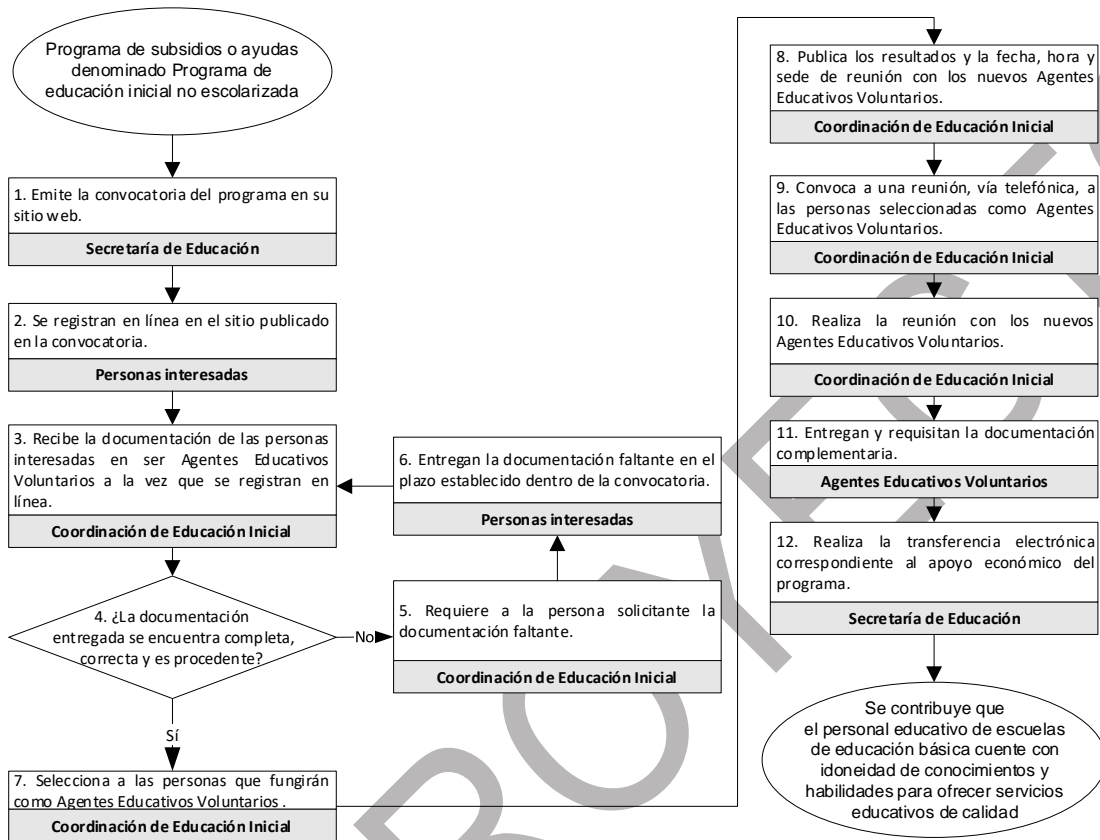 Programa de subsidios o ayudas
denominado Programa de
educación inicial no escolarizada
1. Emite la convocatoria del programa en su
sitio web.
Secretaría de Educación
2. Se registran en línea en el sitio publicado
en la convocatoria.
Personas interesadas
3. Recibe la documentación de las personas
interesadas en ser Agentes Educativos
Voluntarios a la vez que se registran en
línea.
Coordinación de Educación Inicial
4. ¿La documentación
entregada se encuentra completa,
correcta y es procedente?
No
5. Requiere a la persona solicitante la
documentación faltante.
Coordinación de Educación Inicial
6. Entregan la documentación faltante en el
plazo establecido dentro de la convocatoria.
Personas interesadas
Sí
7. Selecciona a las personas que fungirán
como Agentes Educativos Voluntarios .
Coordinación de Educación Inicial
8. Publica los resultados y la fecha, hora y
sede de reunión con los nuevos Agentes
Educativos Voluntarios.
Coordinación de Educación Inicial
9. Convoca a una reunión, vía telefónica, a
las personas seleccionadas como Agentes
Educativos Voluntarios.
Coordinación de Educación Inicial
10. Realiza la reunión con los nuevos
Agentes Educativos Voluntarios.
Coordinación de Educación Inicial
11. Entregan y requisitan la documentación
complementaria.
Agentes Educativos Voluntarios
12. Realiza la transferencia electrónica
correspondiente al apoyo económico del
programa.
Secretaría de Educación
Se contribuye que
el personal educativo de escuelas
de educación básica cuente con
idoneidad de conocimientos y
habilidades para ofrecer servicios
educativos de calidad